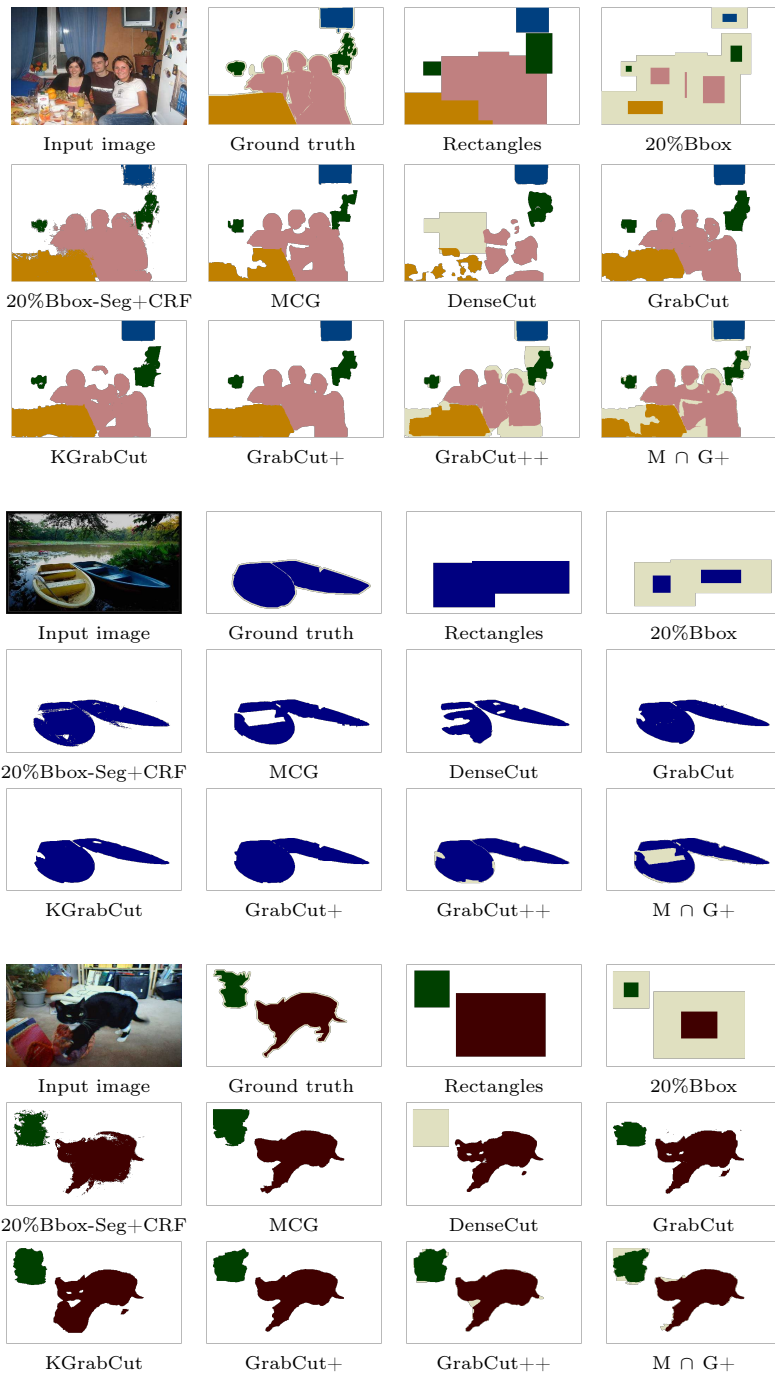 Input image Ground truth Rectangles 20%Bbox
20%Bbox-Seg+CRF MCG DenseCut GrabCut
KGrabCut GrabCut+ GrabCut++ M ∩ G+
Input image Ground truth Rectangles 20%Bbox
20%Bbox-Seg+CRF MCG DenseCut GrabCut
KGrabCut GrabCut+ GrabCut++ M ∩ G+
Input image Ground truth Rectangles 20%Bbox
20%Bbox-Seg+CRF MCG DenseCut GrabCut
KGrabCut GrabCut+ GrabCut++ M ∩ G+